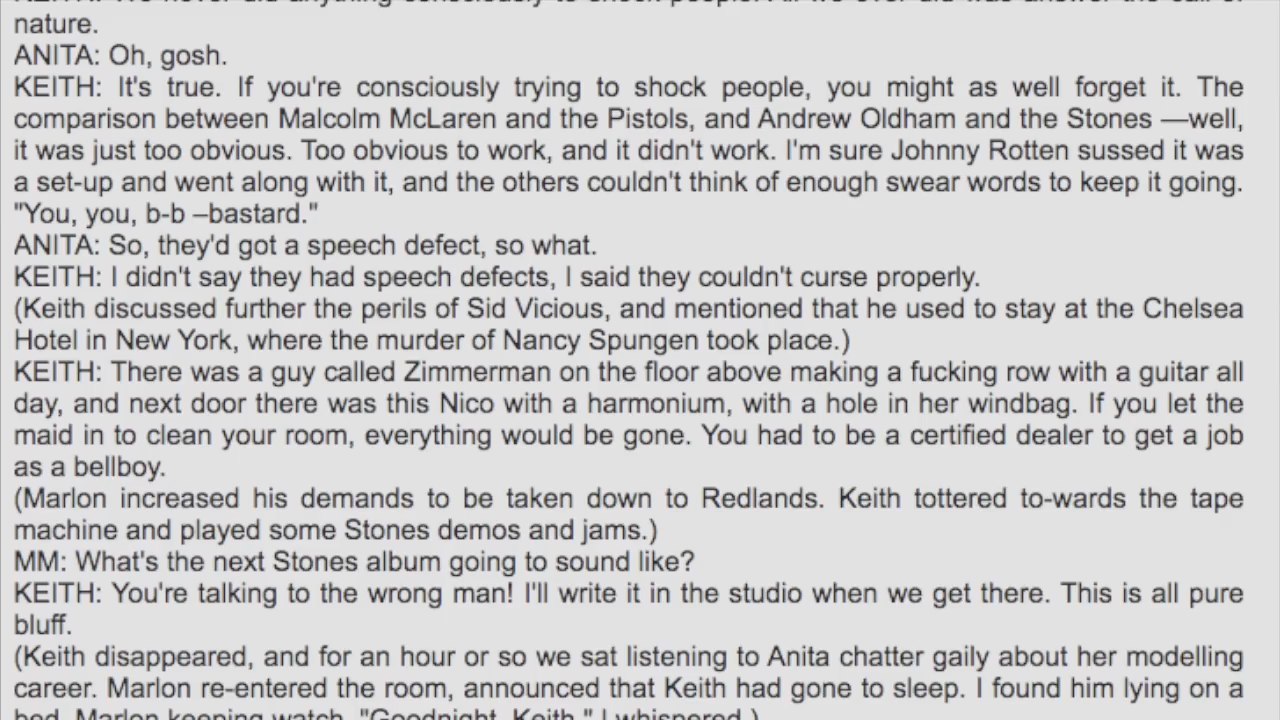 nature.
ANITA: Oh, gosh.
KEITH: It's true. If you're consciously trying to shock people, you might as well forget it. The
comparison between Malcolm McLaren and the Pistols, and Andrew Oldham and the Stones —well,
it was just too obvious. Too obvious to work, and it didn't work. I'm sure Johnny Rotten sussed it was
a set-up and went along with it, and the others couldn't think of enough swear words to keep it going.
"You, you, b-b –bastard."
ANITA: So, they'd got a speech defect, so what.
KEITH: I didn't say they had speech defects, I said they couldn't curse properly.
(Keith discussed further the perils of Sid Vicious, and mentioned that he used to stay at the Chelsea
Hotel in New York, where the murder of Nancy Spungen took place.)
KEITH: There was a guy called Zimmerman on the floor above making a fucking row with a guitar all
day, and next door there was this Nico with a harmonium, with a hole in her windbag. If you let the
maid in to clean your room, everything would be gone. You had to be a certified dealer to get a job
as a bellboy.
(Marlon increased his demands to be taken down to Redlands. Keith tottered to-wards the tape
machine and played some Stones demos and jams.)
MM: What's the next Stones album going to sound like?
KEITH: You're talking to the wrong man! I'll write it in the studio when we get there. This is all pure
bluff.
(Keith disappeared, and for an hour or so we sat listening to Anita chatter gaily about her modelling
career. Marlon re-entered the room, announced that Keith had gone to sleep. I found him lying on a
bed, Marlon keeping watch. "Goodnight, Keith," I whispered.)